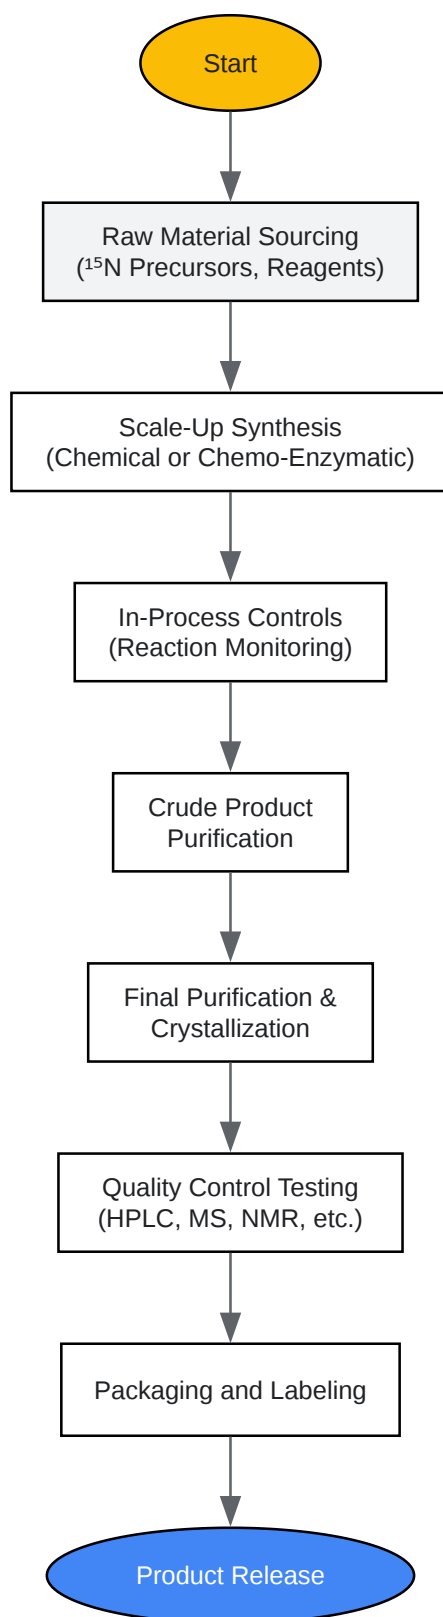 Start
Raw Material Sourcing
(¹⁵N Precursors, Reagents)
Scale-Up Synthesis
(Chemical or Chemo-Enzymatic)
In-Process Controls
(Reaction Monitoring)
Crude Product
Purification
Final Purification &
Crystallization
Quality Control Testing
(HPLC, MS, NMR, etc.)
Packaging and Labeling
Product Release